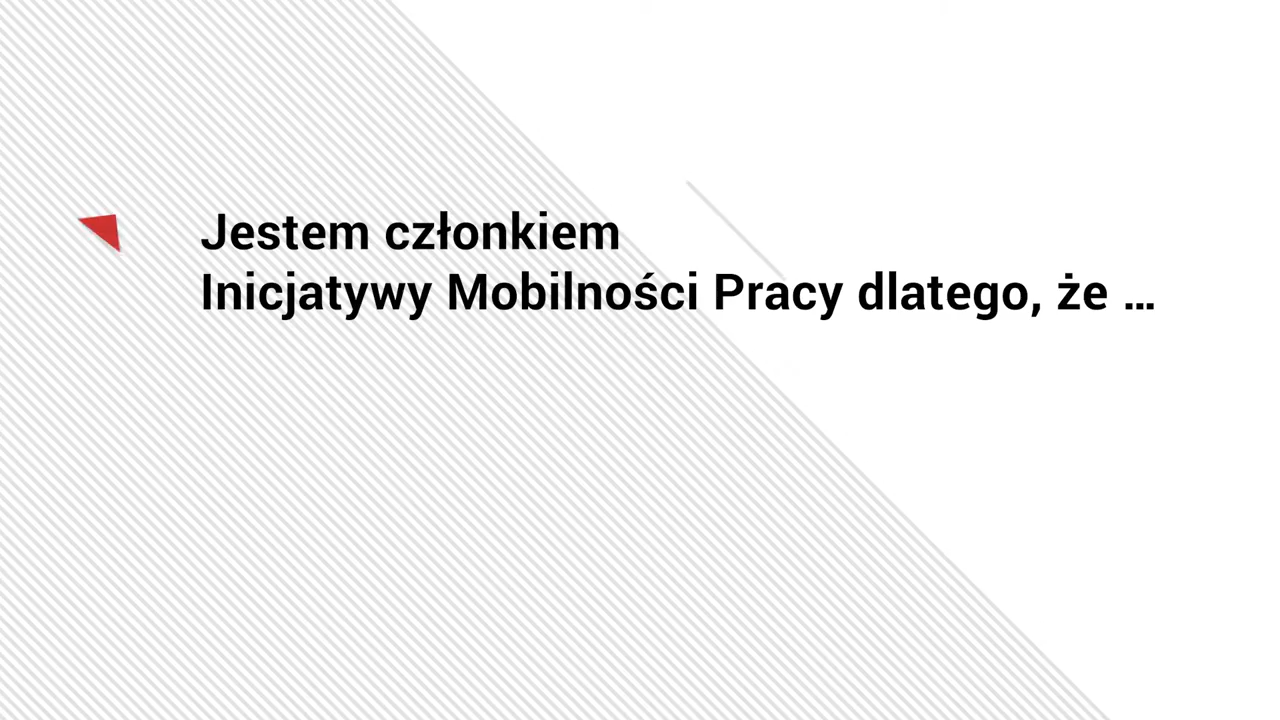 Jestem członkiem
Inicjatywy Mobilności Pracy dlatego, że ...